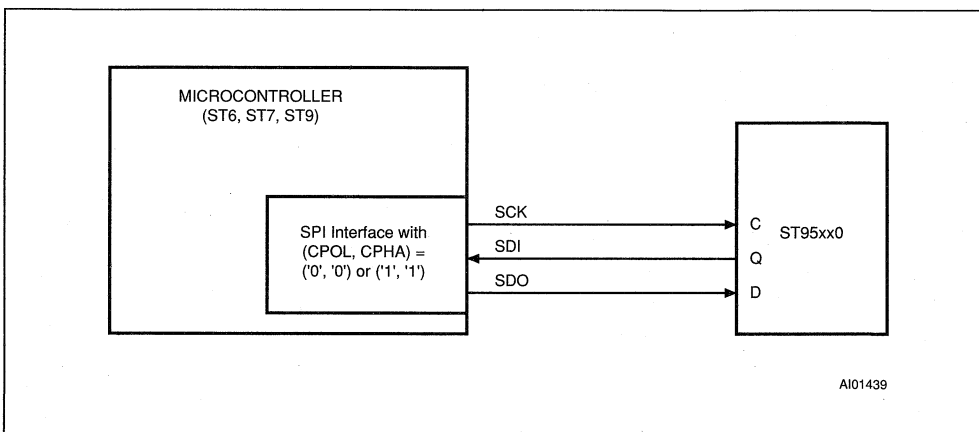 MICROCONTROLLER
(ST6, ST7, ST9)
SPI Interface with
(CPOL, CPHA) =
('0', '0') or ('1', '1')
SCK
SDI
SDO
C
Q
D
ST95xx0
AI01439